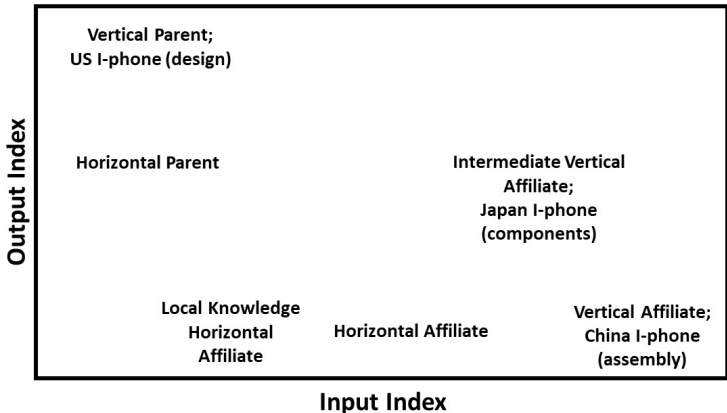 Vertical Parent;
US I-phone (design)
Output Index
Horizontal Parent
Intermediate Vertical
Affiliate;
Japan I-phone
(components)
Local Knowledge
Horizontal
Affiliate
Horizontal Affiliate
Vertical Affiliate;
China I-phone
(assembly)
Input Index